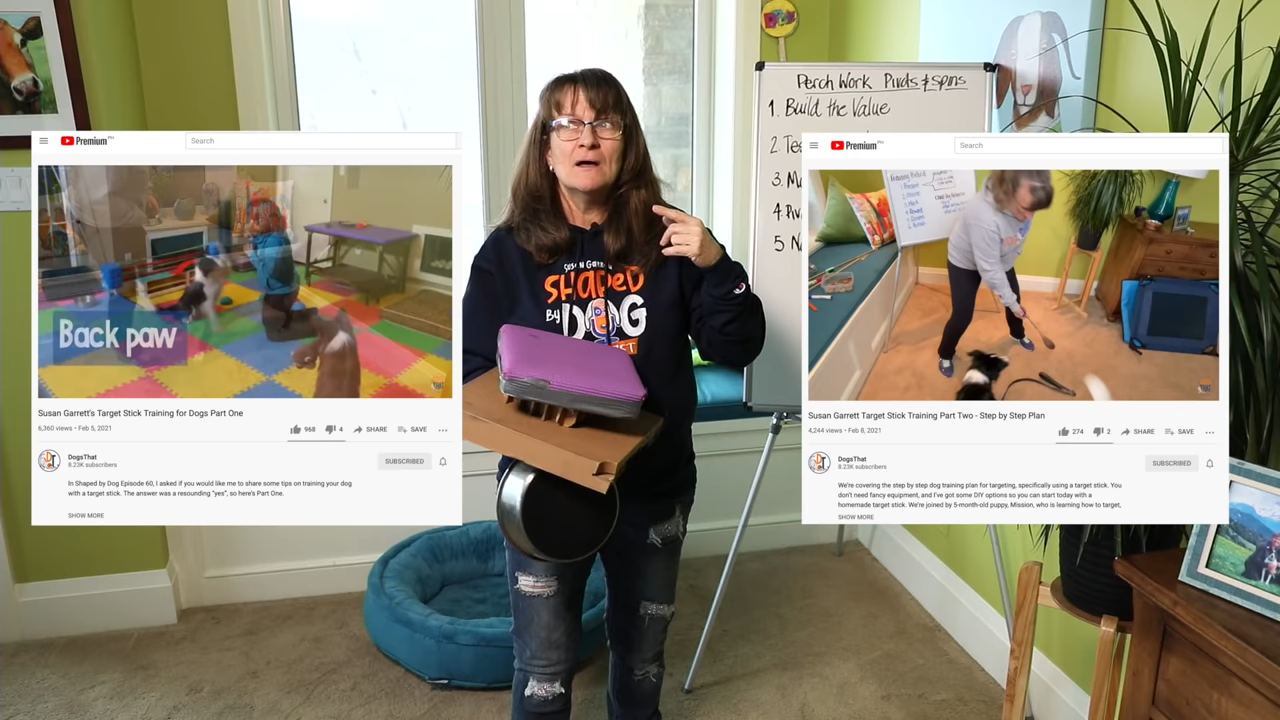 Perch Work Pivots & Spins
1. Build the Value
2. Tes
3. M
4. Piv
5 N
Susan Garrett
SHAPED
By DOG
Premium PH
Search
Back paw
Susan Garrett's Target Stick Training for Dogs Part One
6,360 views • Feb 5, 2021
968
4
SHARE
SAVE
DogsThat
8.23K subscribers
SUBSCRIBED
In Shaped by Dog Episode 60, I asked if you would like me to share some tips on training your dog
with a target stick. The answer was a resounding "yes", so here's Part One.
SHOW MORE
Premium PH
Search
Susan Garrett Target Stick Training Part Two - Step by Step Plan
4,244 views • Feb 8, 2021
274
2
SHARE
SAVE
DogsThat
8.23K subscribers
SUBSCRIBED
We're covering the step by step dog training plan for targeting, specifically using a target stick. You
don't need fancy equipment, and I've got some DIY options so you can start today with a
homemade target stick. We're joined by 5-month-old puppy, Mission, who is learning how to target,
SHOW MORE